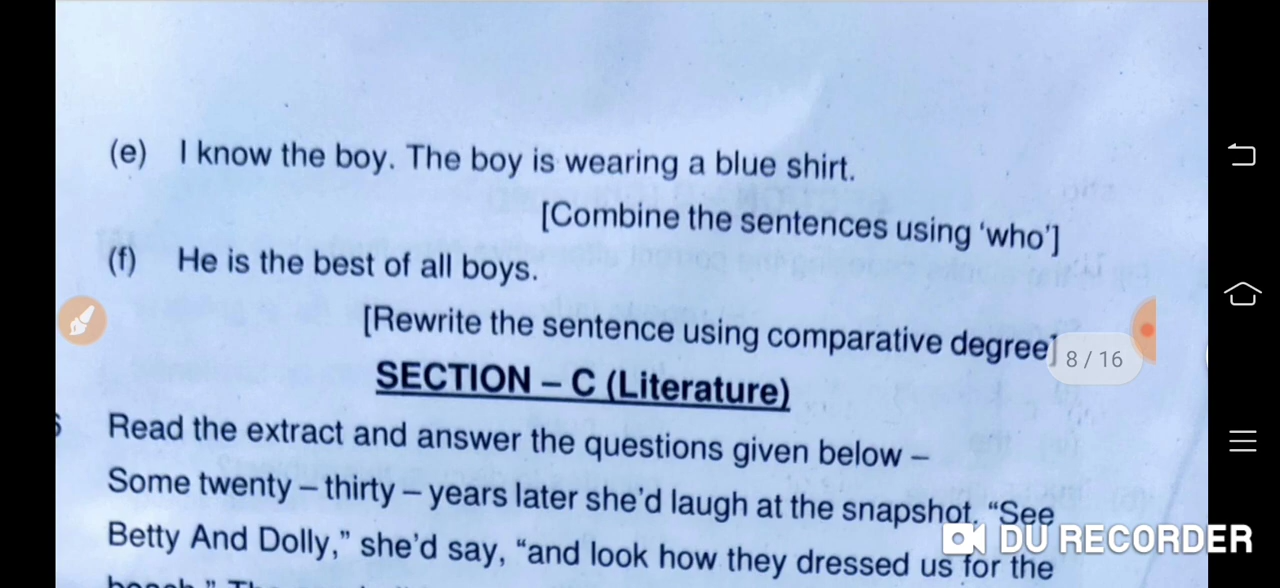 (e) I know the boy. The boy is wearing a blue shirt.
[Combine the sentences using ‘who’]
(f) He is the best of all boys.
[Rewrite the sentence using comparative degree]
8 / 16
SECTION – C (Literature)
Read the extract and answer the questions given below –
Some twenty – thirty – years later she’d laugh at the snapshot. “See
DU RECORDER
Betty And Dolly,” she’d say, “and look how they dressed us for the